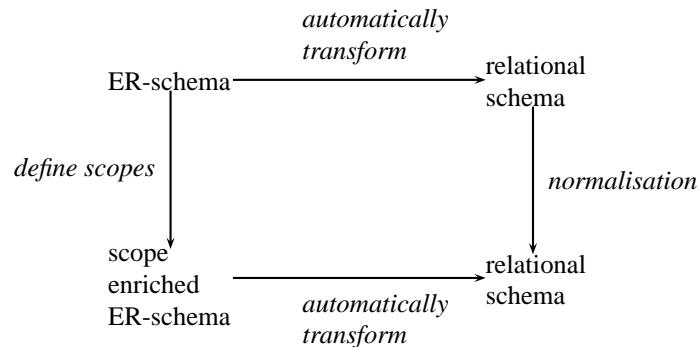 automatically
transform
ER-schema
relational
schema
define scopes
normalisation
scope
enriched
ER-schema
relational
schema
automatically
transform